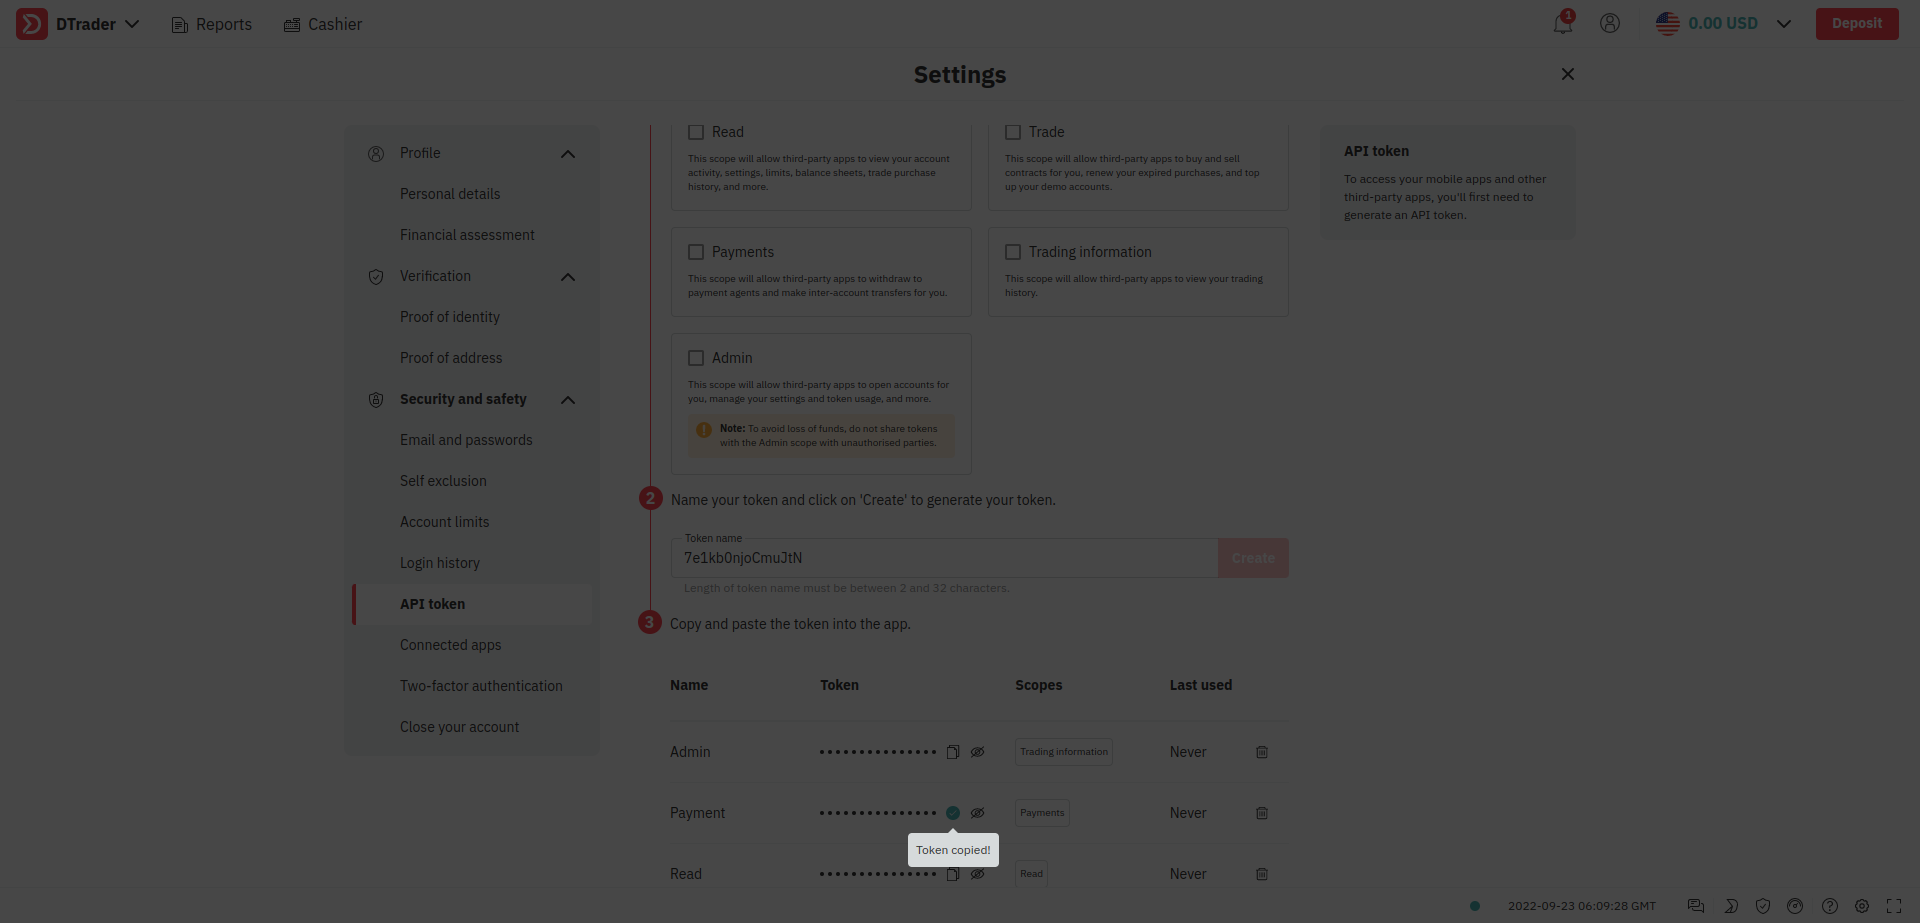 DTrader
Reports
Cashier
1
0.00 USD
Deposit
Settings
Profile
Personal details
Financial assessment
Verification
Proof of identity
Proof of address
Security and safety
Email and passwords
Self exclusion
Account limits
Login history
API token
Connected apps
Two-factor authentication
Close your account
Read
This scope will allow third-party apps to view your account
activity, settings, limits, balance sheets, trade purchase
history, and more.
Trade
This scope will allow third-party apps to buy and sell
contracts for you, renew your expired purchases, and top
up your demo accounts.
Payments
This scope will allow third-party apps to withdraw to
payment agents and make inter-account transfers for you.
Trading information
This scope will allow third-party apps to view your trading
history.
Admin
This scope will allow third-party apps to open accounts for
you, manage your settings and token usage, and more.
Note: To avoid loss of funds, do not share tokens
with the Admin scope with unauthorised parties.
2 Name your token and click on 'Create' to generate your token.
Token name
7e1kb0njoCmuJtN
Create
Length of token name must be between 2 and 32 characters.
3 Copy and paste the token into the app.
Name Token Scopes Last used
Admin Trading information Never
Payment Payments Never
Token copied!
Read Read Never
API token
To access your mobile apps and other
third-party apps, you'll first need to
generate an API token.
2022-09-23 06:09:28 GMT